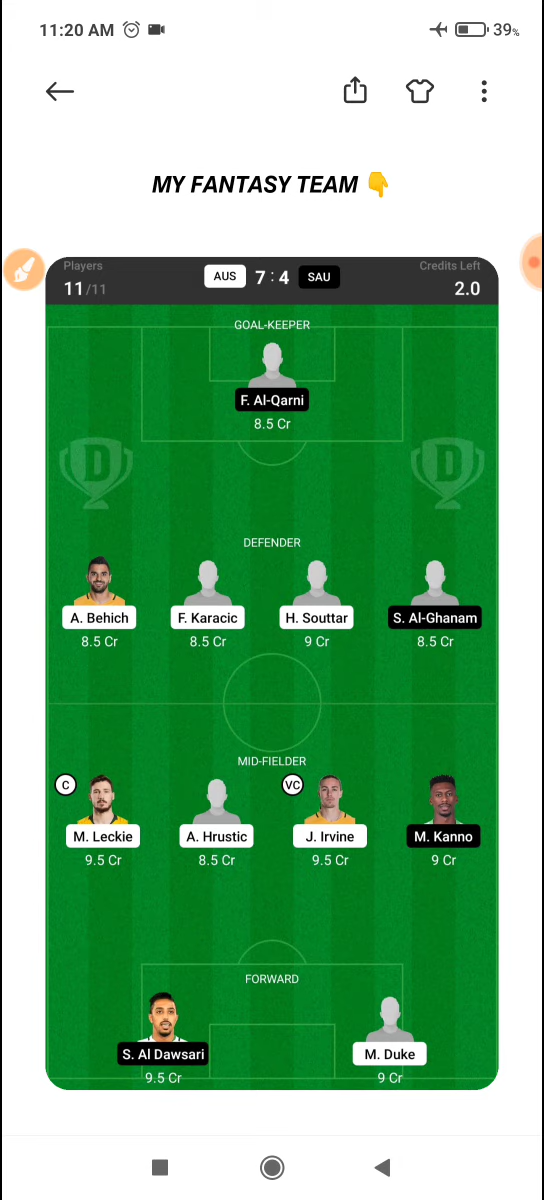 11:20 AM 39%
MY FANTASY TEAM 👇
Players Credits Left
11/11 AUS 7 : 4 SAU 2.0
GOAL-KEEPER
F. Al-Qarni
8.5 Cr
D D
DEFENDER
A. Behich F. Karacic H. Souttar S. Al-Ghanam
8.5 Cr 8.5 Cr 9 Cr 8.5 Cr
MID-FIELDER
C VC
M. Leckie A. Hrustic J. Irvine M. Kanno
9.5 Cr 8.5 Cr 9.5 Cr 9 Cr
FORWARD
S. Al Dawsari M. Duke
9.5 Cr 9 Cr